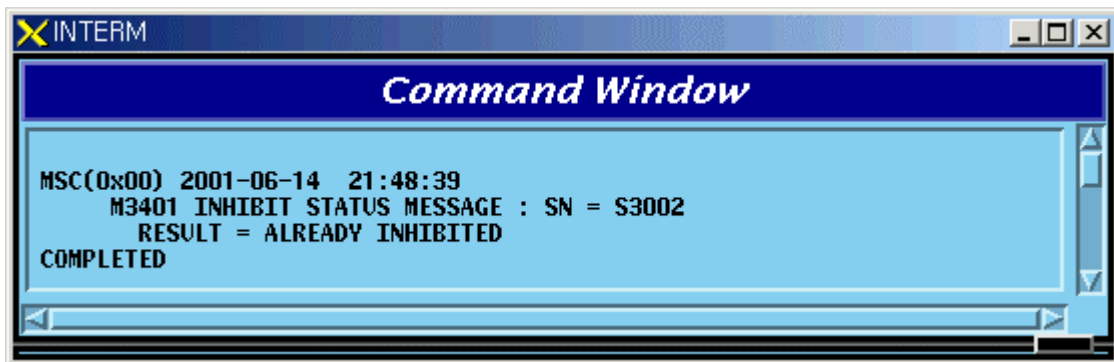 INTERM
Command Window
MSC(0x00) 2001-06-14 21:48:39
M3401 INHIBIT STATUS MESSAGE : SN = S3002
RESULT = ALREADY INHIBITED
COMPLETED